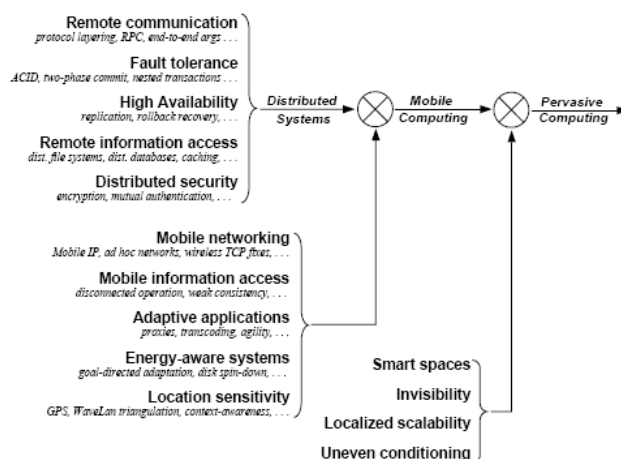 Remote communication
protocol layering, RPC, end-to-end args . . .
Fault tolerance
ACID, two-phase commit, nested transactions . . .
High Availability
replication, rollback recovery, . . .
Remote information access
dist. file systems, dist. databases, caching, . . .
Distributed security
encryption, mutual authentication, . . .
Distributed
Systems
Mobile
Computing
Pervasive
Computing
Mobile networking
Mobile IP, ad hoc networks, wireless TCP fixes, . . .
Mobile information access
disconnected operation, weak consistency, . . .
Adaptive applications
proxies, transcoding, agility, . . .
Energy-aware systems
goal-directed adaptation, disk spin-down, . . .
Location sensitivity
GPS, WaveLan triangulation, context-awareness, . . .
Smart spaces
Invisibility
Localized scalability
Uneven conditioning